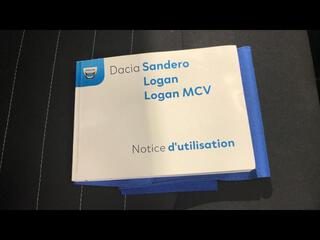 Dacia Sandero
Logan
Logan MCV
Notice d'utilisation